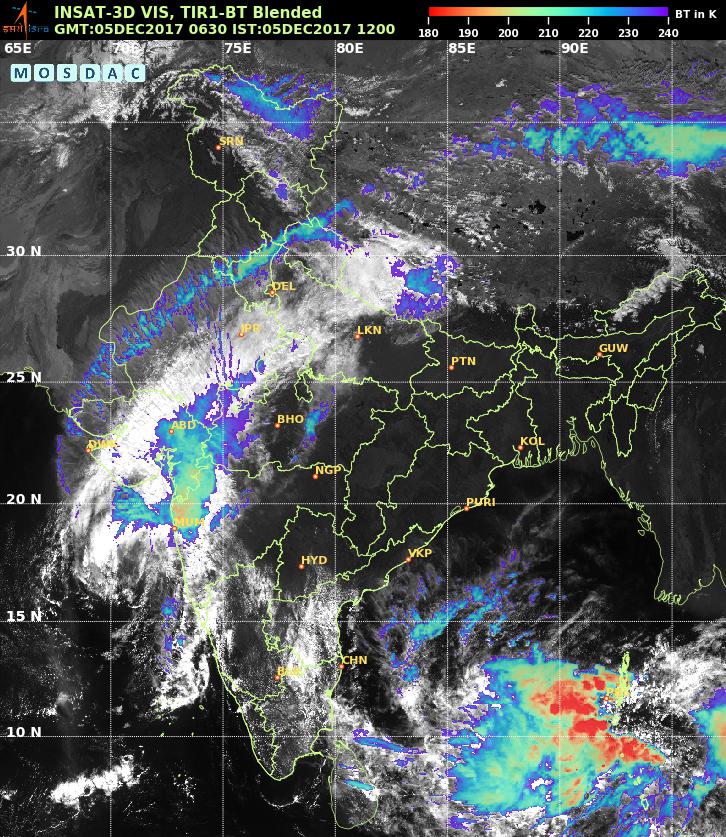 INSAT-3D VIS, TIR1-BT Blended
GMT:05DEC2017 0630 IST:05DEC2017 1200
BT in K
180 190 200 210 220 230 240
65E 70E 75E 80E 85E 90E
MOSDAC
SRN
30 N
DEL
JPR LKN
GUW
PTN
25 N
ABD BHO
DWK KOL
NGP
20 N PURI
MUM
HYD VKP
15 N
CHN
10 N